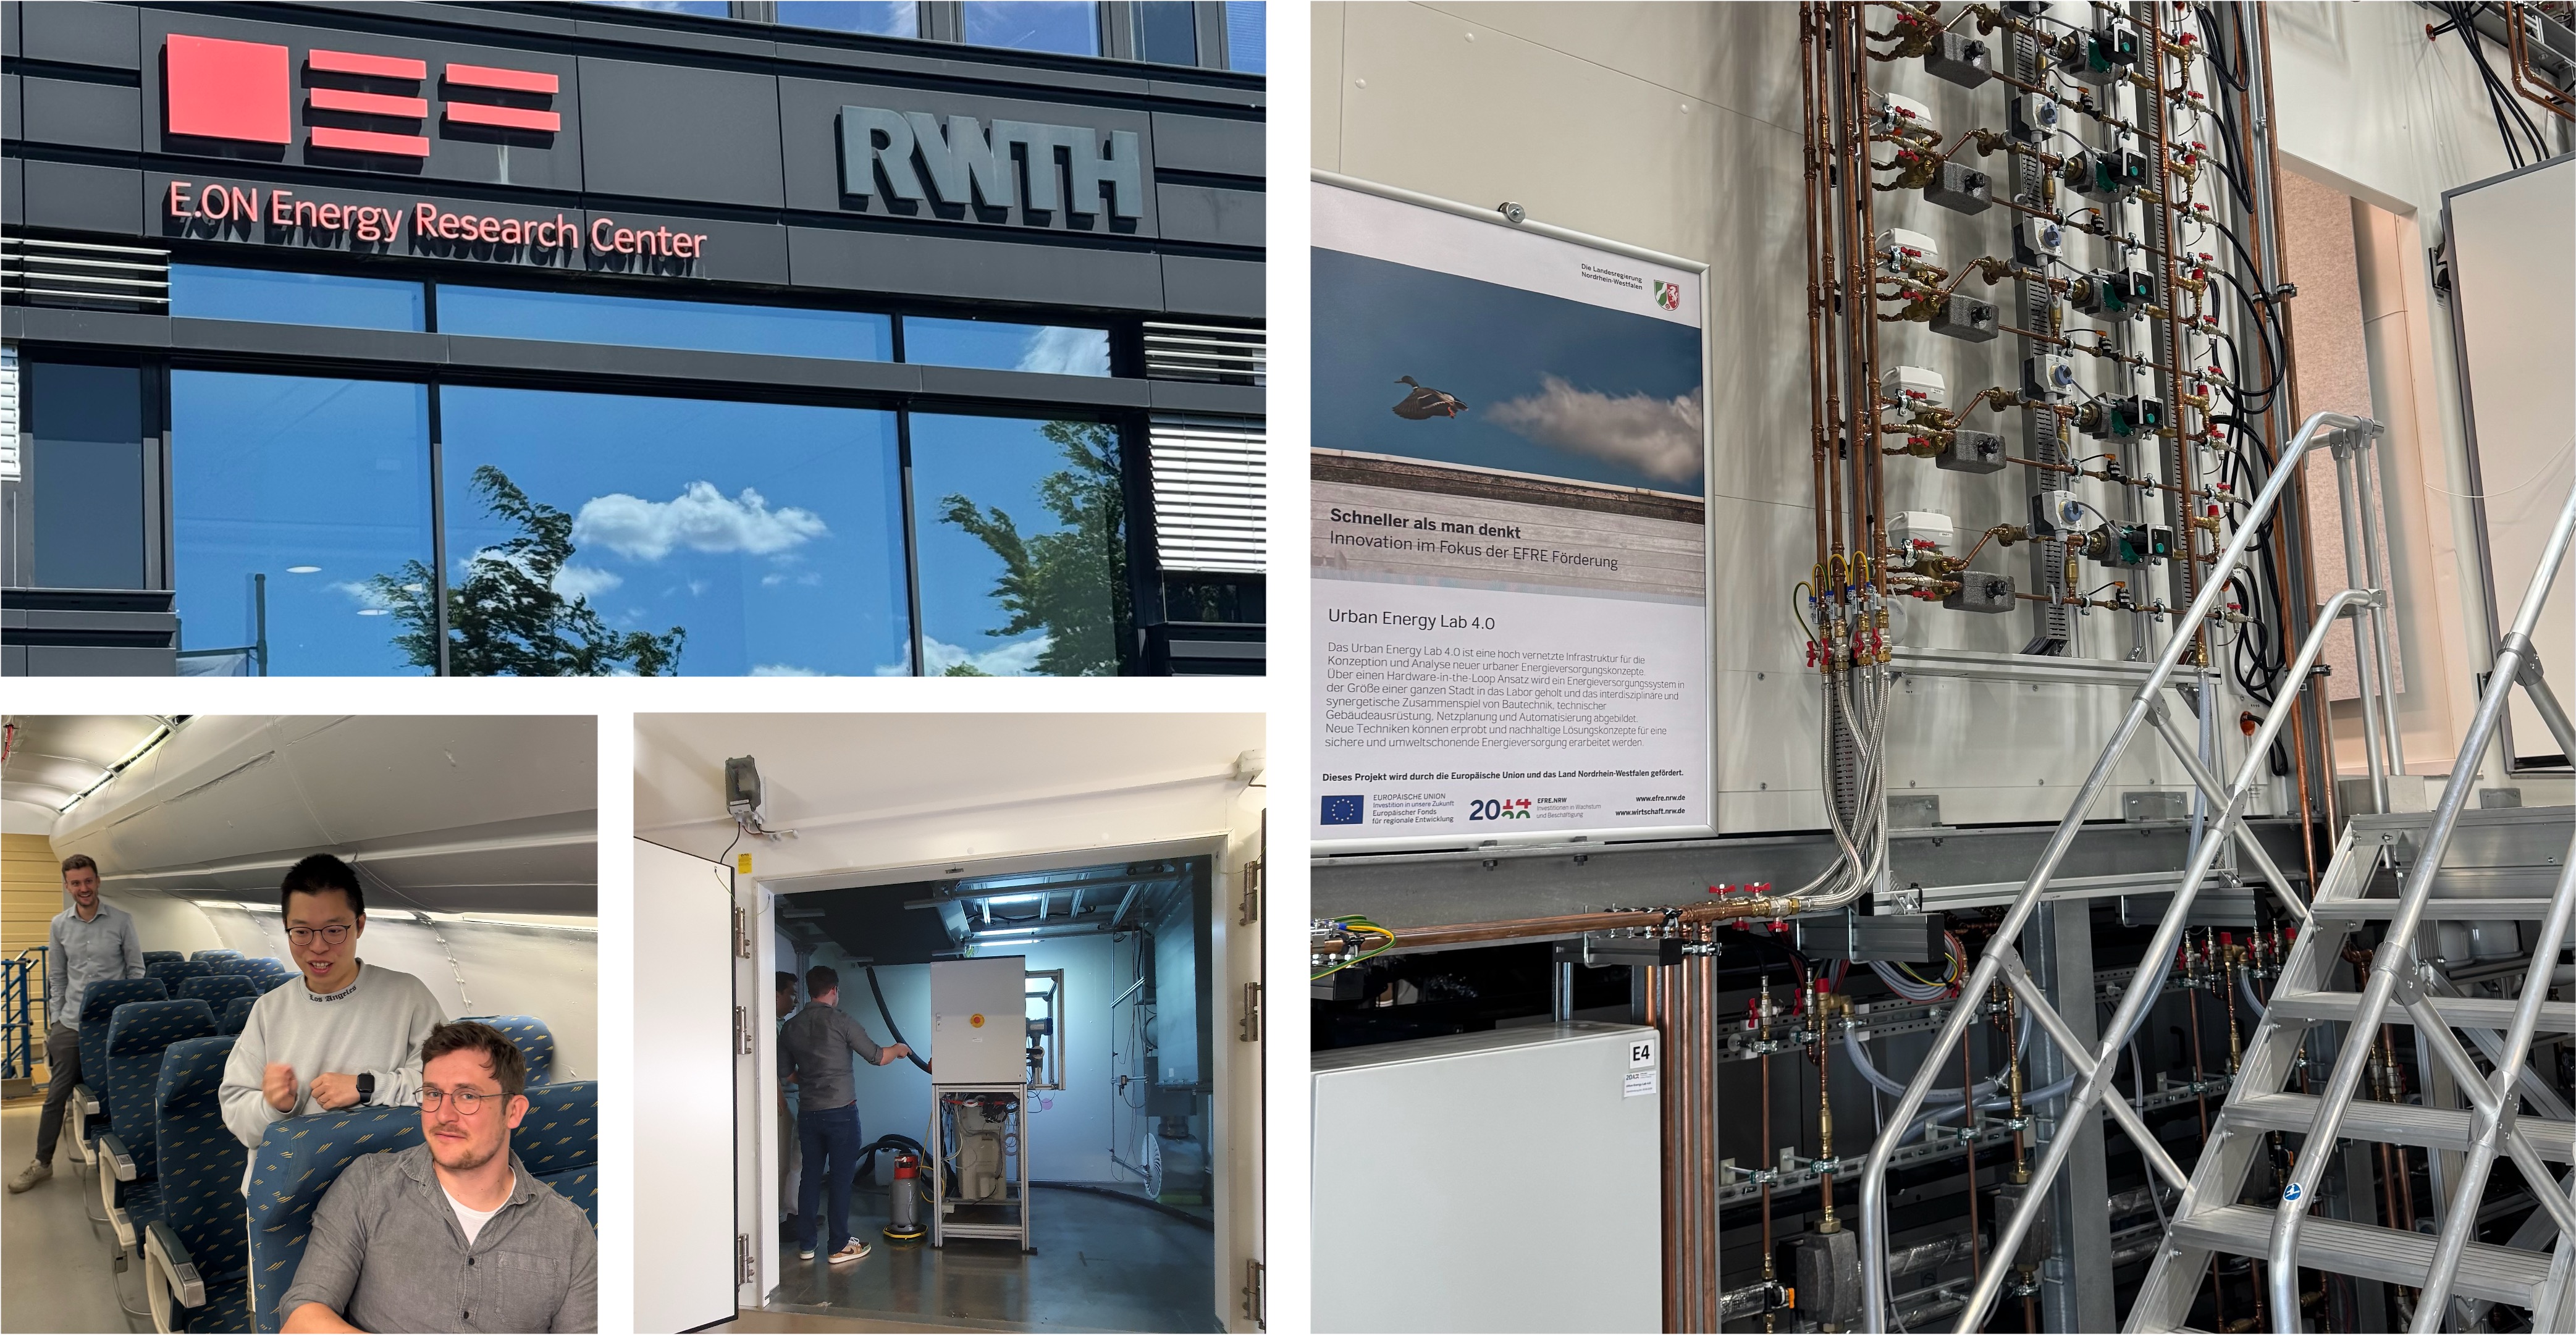 E.ON Energy Research Center
RWTH
Los Angeles
Die Landesregierung
Nordrhein-Westfalen
Schneller als man denkt
Innovation im Fokus der EFRE Förderung
Urban Energy Lab 4.0
Das Urban Energy Lab 4.0 ist eine hoch vernetzte Infrastruktur für die
Konzeption und Analyse neuer urbaner Energieversorgungskonzepte.
Über einen Hardware-in-the-Loop Ansatz wird ein Energieversorgungssystem in
der Größe einer ganzen Stadt in das Labor geholt und das interdisziplinäre und
synergetische Zusammenspiel von Bautechnik, technischer
Gebäudeausrüstung, Netzplanung und Automatisierung abgebildet.
Neue Techniken können erprobt und nachhaltige Lösungskonzepte für eine
sichere und umweltschonende Energieversorgung erarbeitet werden.
Dieses Projekt wird durch die Europäische Union und das Land Nordrhein-Westfalen gefördert.
EUROPÄISCHE UNION
Investition in unsere Zukunft
Europäischer Fonds
für regionale Entwicklung
EFRE.NRW
Investitionen in Wachstum
und Beschäftigung
www.efre.nrw.de
www.wirtschaft.nrw.de
E4